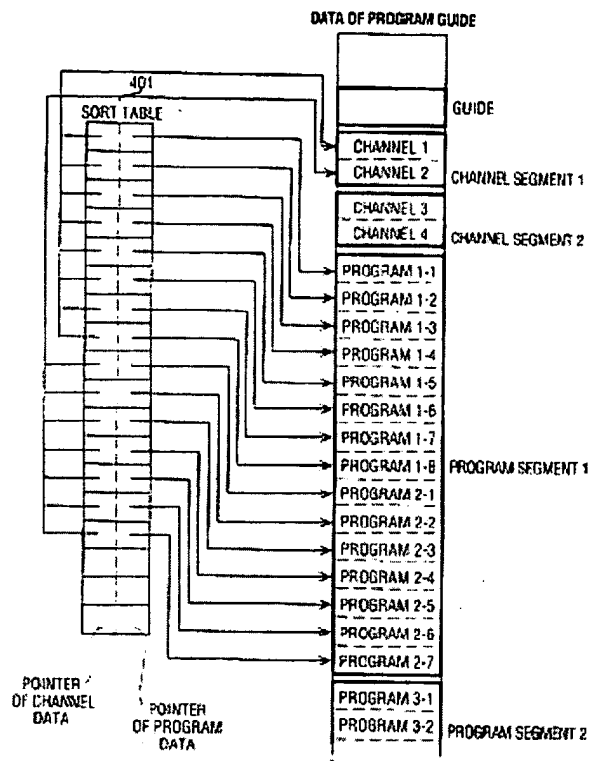 DATA OF PROGRAM GUIDE
401
SORT TABLE
GUIDE
CHANNEL 1
CHANNEL 2
CHANNEL SEGMENT 1
CHANNEL 3
CHANNEL 4
CHANNEL SEGMENT 2
PROGRAM 1-1
PROGRAM 1-2
PROGRAM 1-3
PROGRAM 1-4
PROGRAM 1-5
PROGRAM 1-6
PROGRAM 1-7
PROGRAM 1-8
PROGRAM SEGMENT 1
PROGRAM 2-1
PROGRAM 2-2
PROGRAM 2-3
PROGRAM 2-4
PROGRAM 2-5
PROGRAM 2-6
PROGRAM 2-7
POINTER
OF CHANNEL
DATA
POINTER
OF PROGRAM
DATA
PROGRAM 3-1
PROGRAM 3-2
PROGRAM SEGMENT 2